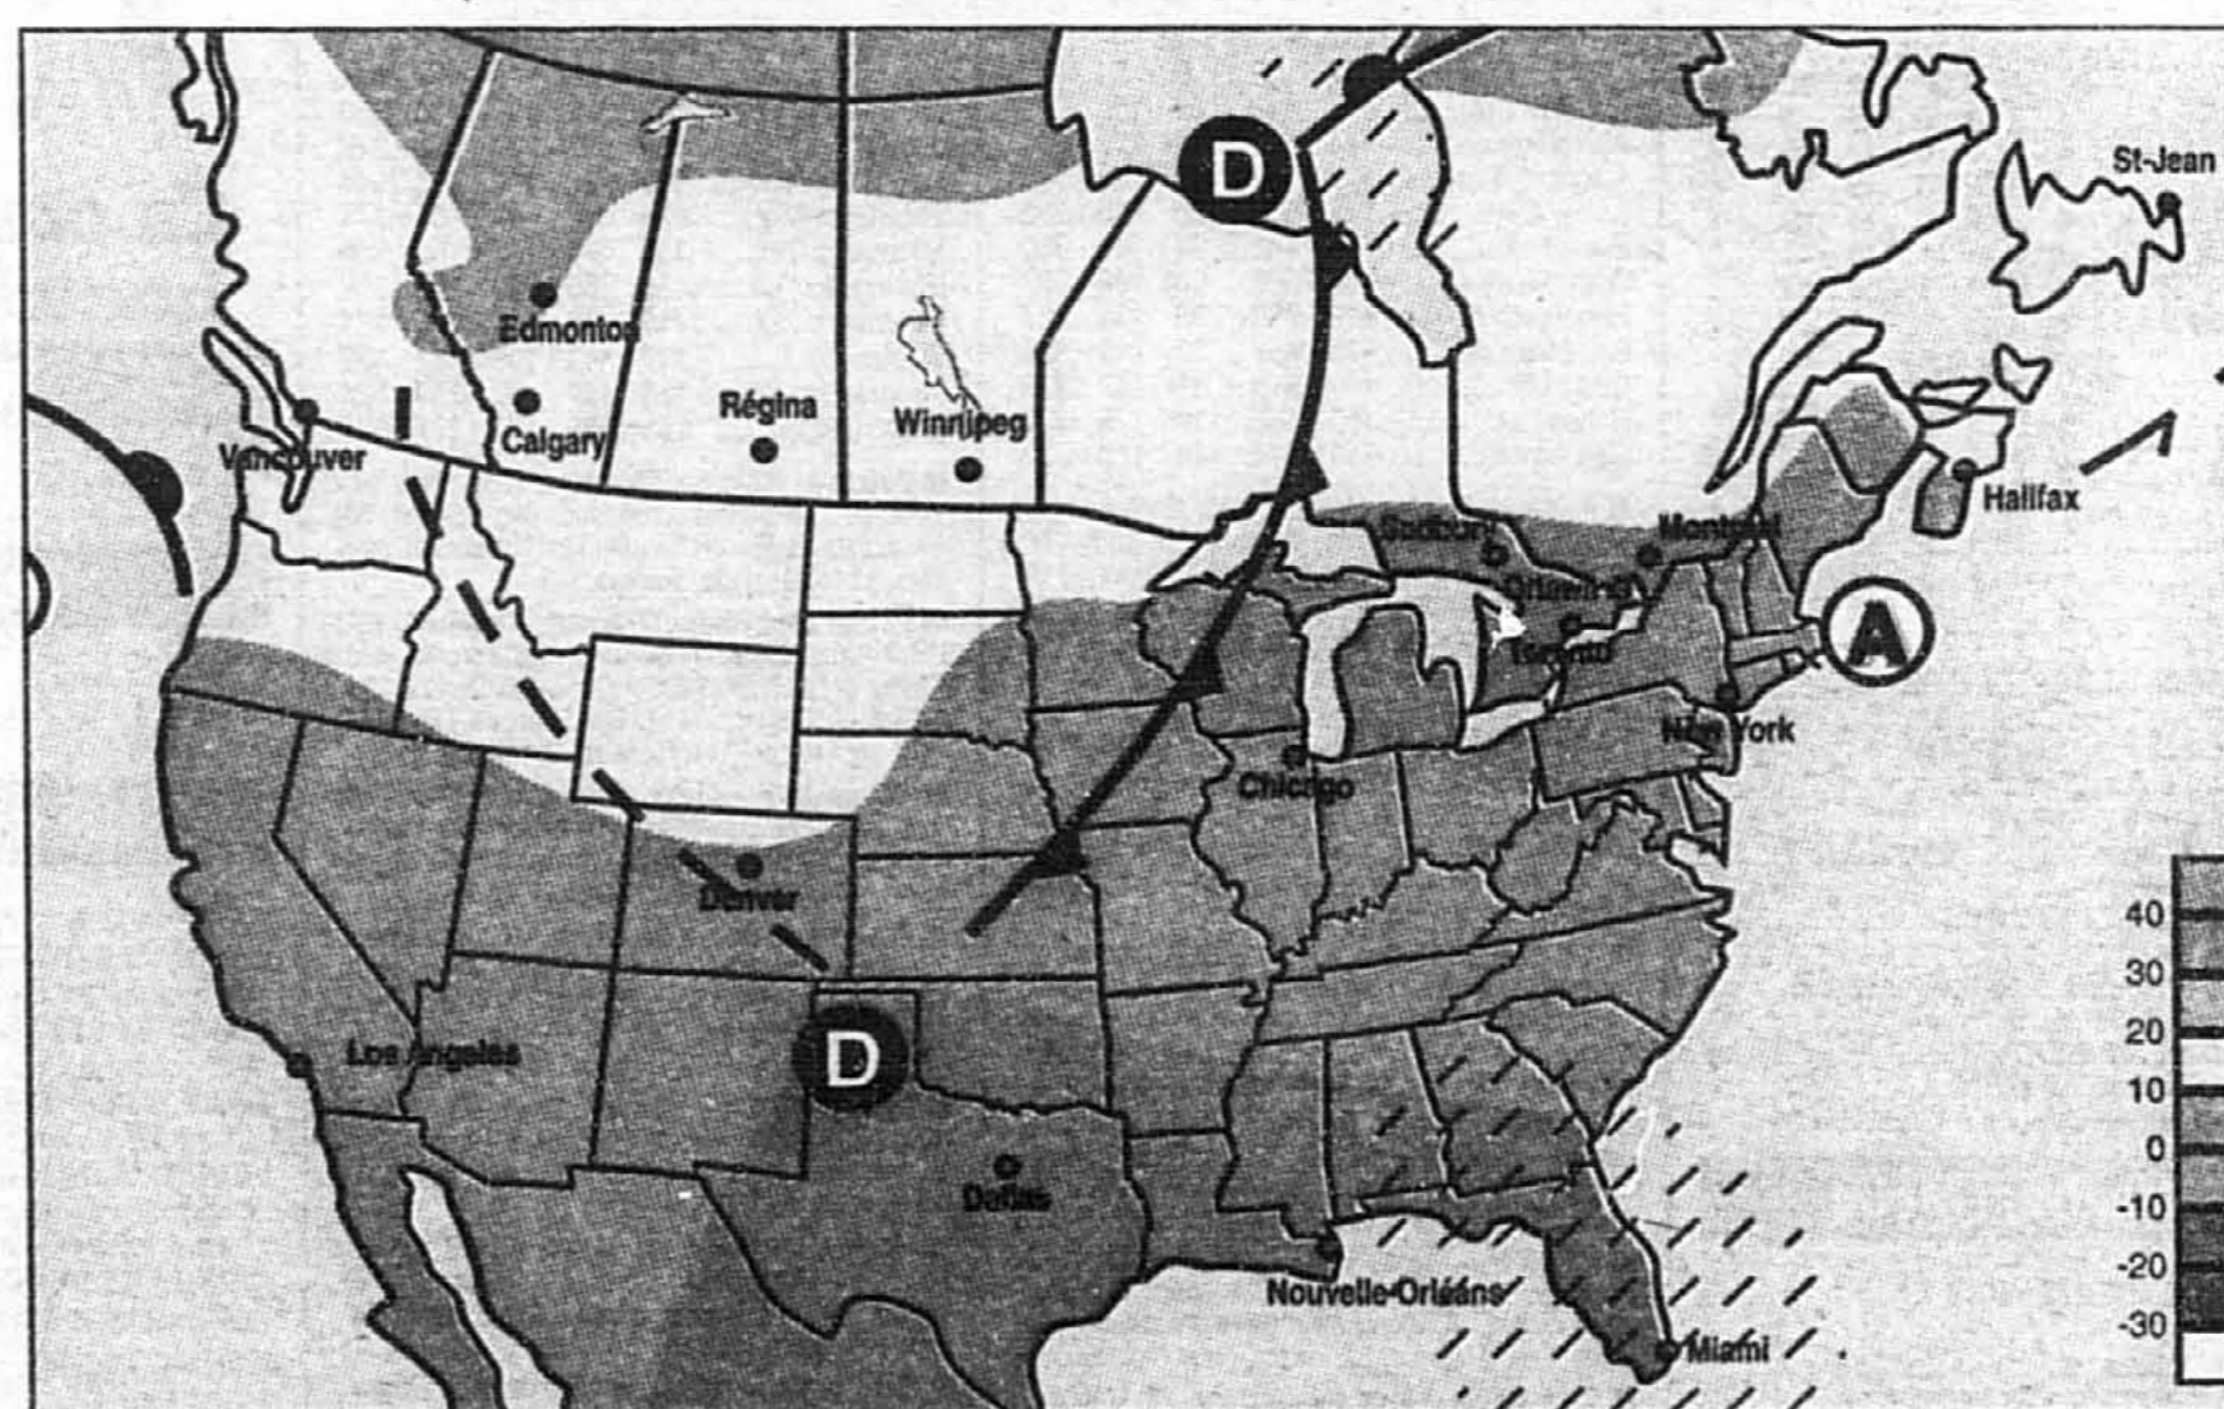 D
St-Jean
Edmonton
Régina
Winnipeg
Calgary
Vancouver
Halifax
Sudbury
Montréal
Ottawa
A
Toronto
New York
Chicago
Denver
40
30
20
10
0
-10
-20
-30
Los Angeles
D
Dallas
Nouvelle-Orléans
Miami